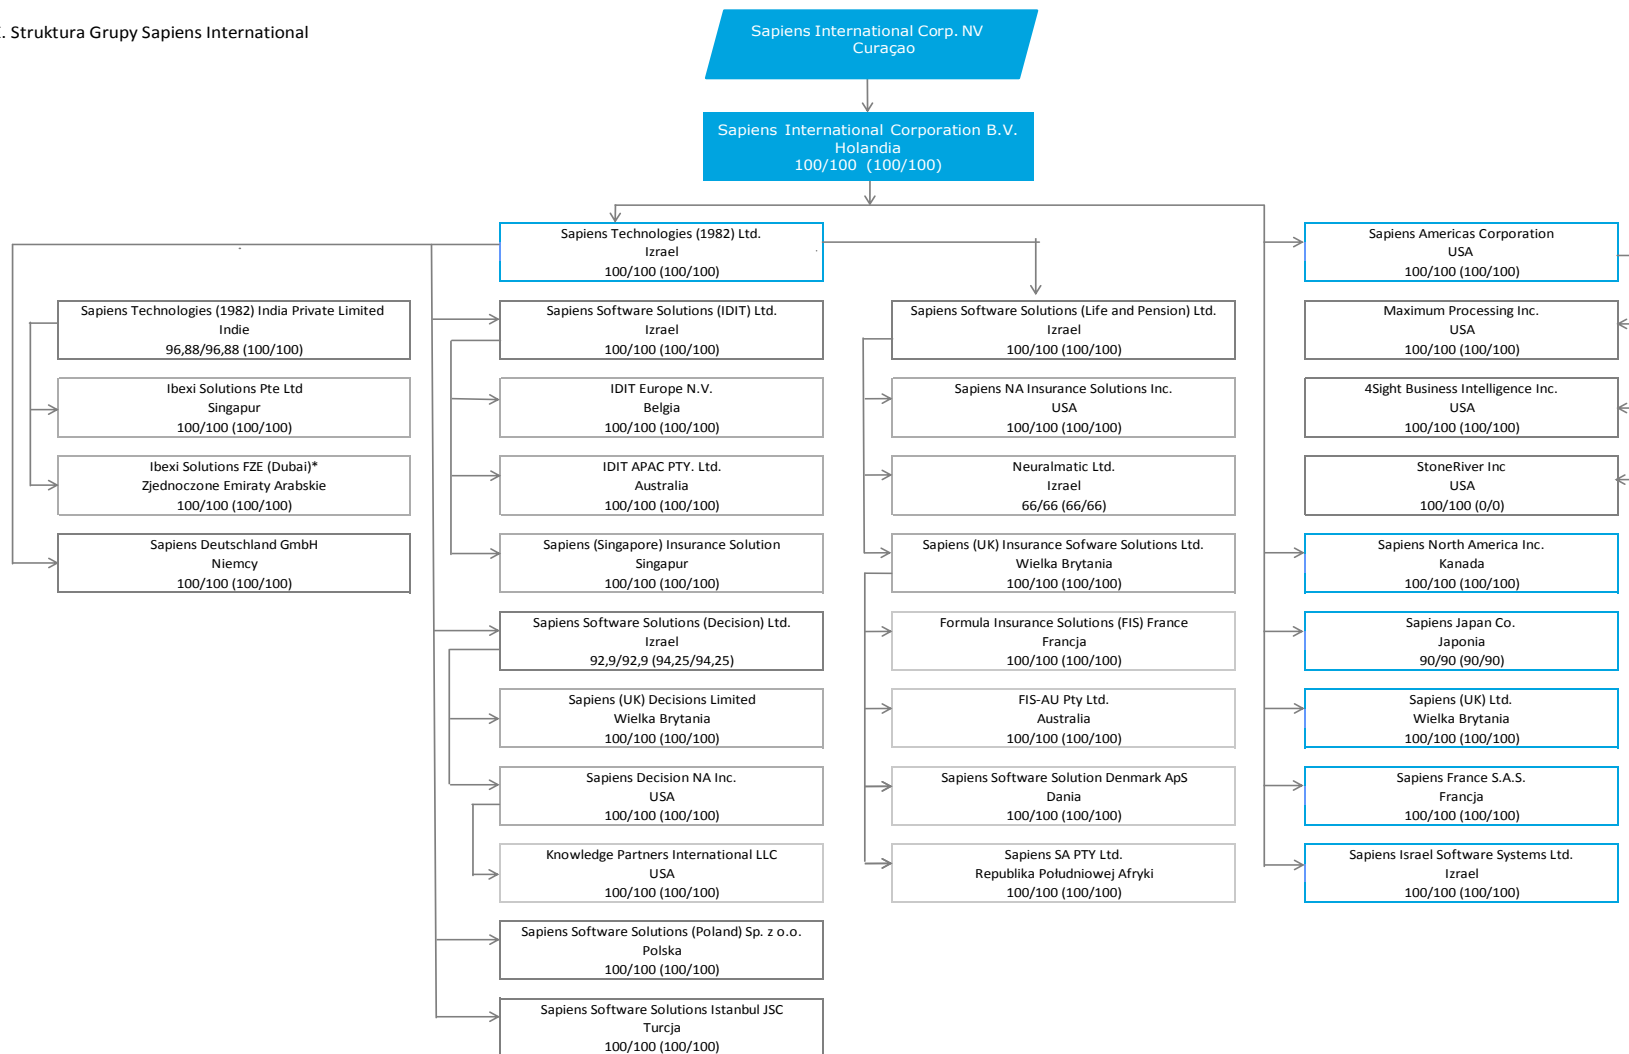 . Struktura Grupy Sapiens International
Sapiens International Corp. NV
Curaçao
Sapiens International Corporation B.V.
Holandia
100/100 (100/100)
Sapiens Technologies (1982) Ltd.
Izrael
100/100 (100/100)
Sapiens Americas Corporation
USA
100/100 (100/100)
Sapiens Technologies (1982) India Private Limited
Indie
96,88/96,88 (100/100)
Sapiens Software Solutions (IDIT) Ltd.
Izrael
100/100 (100/100)
Sapiens Software Solutions (Life and Pension) Ltd.
Izrael
100/100 (100/100)
Maximum Processing Inc.
USA
100/100 (100/100)
Ibexi Solutions Pte Ltd
Singapur
100/100 (100/100)
IDIT Europe N.V.
Belgia
100/100 (100/100)
Sapiens NA Insurance Solutions Inc.
USA
100/100 (100/100)
4Sight Business Intelligence Inc.
USA
100/100 (100/100)
Ibexi Solutions FZE (Dubai)*
Zjednoczone Emiraty Arabskie
100/100 (100/100)
IDIT APAC PTY. Ltd.
Australia
100/100 (100/100)
Neuralmatic Ltd.
Izrael
66/66 (66/66)
StoneRiver Inc
USA
100/100 (0/0)
Sapiens Deutschland GmbH
Niemcy
100/100 (100/100)
Sapiens (Singapore) Insurance Solution
Singapur
100/100 (100/100)
Sapiens (UK) Insurance Sofware Solutions Ltd.
Wielka Brytania
100/100 (100/100)
Sapiens North America Inc.
Kanada
100/100 (100/100)
Sapiens Software Solutions (Decision) Ltd.
Izrael
92,9/92,9 (94,25/94,25)
Formula Insurance Solutions (FIS) France
Francja
100/100 (100/100)
Sapiens Japan Co.
Japonia
90/90 (90/90)
Sapiens (UK) Decisions Limited
Wielka Brytania
100/100 (100/100)
FIS-AU Pty Ltd.
Australia
100/100 (100/100)
Sapiens (UK) Ltd.
Wielka Brytania
100/100 (100/100)
Sapiens Decision NA Inc.
USA
100/100 (100/100)
Sapiens Software Solution Denmark ApS
Dania
100/100 (100/100)
Sapiens France S.A.S.
Francja
100/100 (100/100)
Knowledge Partners International LLC
USA
100/100 (100/100)
Sapiens SA PTY Ltd.
Republika Południowej Afryki
100/100 (100/100)
Sapiens Israel Software Systems Ltd.
Izrael
100/100 (100/100)
Sapiens Software Solutions (Poland) Sp. z o.o.
Polska
100/100 (100/100)
Sapiens Software Solutions Istanbul JSC
Turcja
100/100 (100/100)